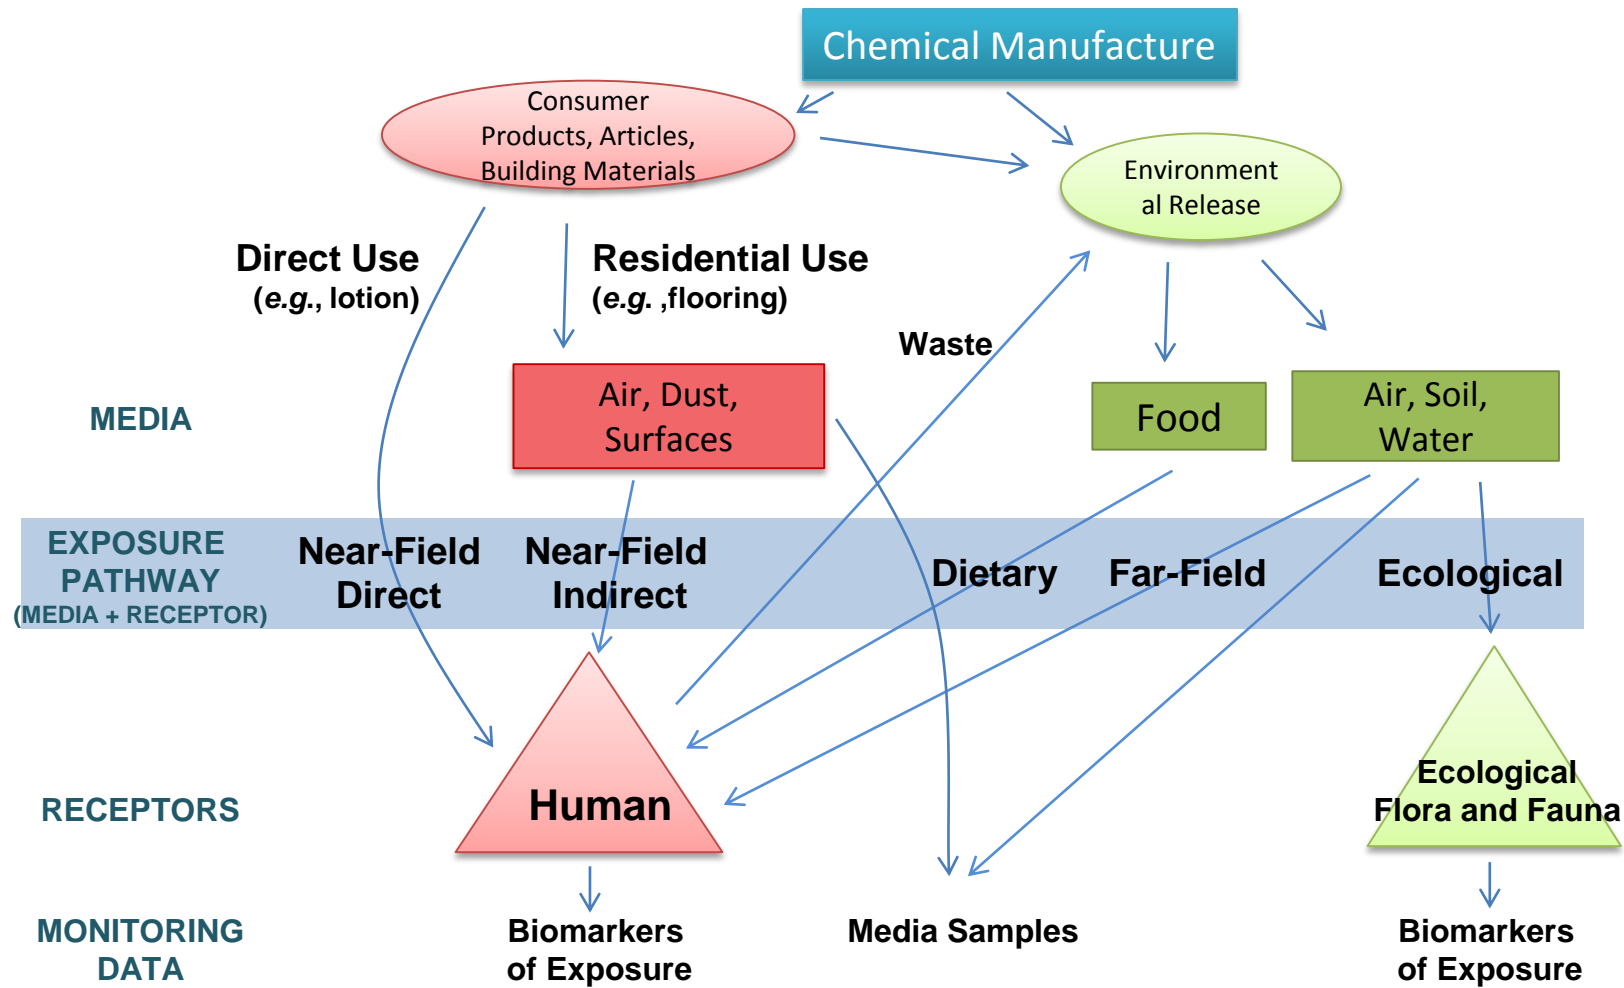 Chemical Manufacture
Consumer
Products, Articles,
Building Materials
Environment
al Release
Direct Use
(e.g., lotion)
Residential Use
(e.g. ,flooring)
Waste
MEDIA
Air, Dust,
Surfaces
Food
Air, Soil,
Water
EXPOSURE
PATHWAY
(MEDIA + RECEPTOR)
Near-Field
Direct
Near-Field
Indirect
Dietary
Far-Field
Ecological
RECEPTORS
Human
Ecological
Flora and Fauna
MONITORING
DATA
Biomarkers
of Exposure
Media Samples
Biomarkers
of Exposure